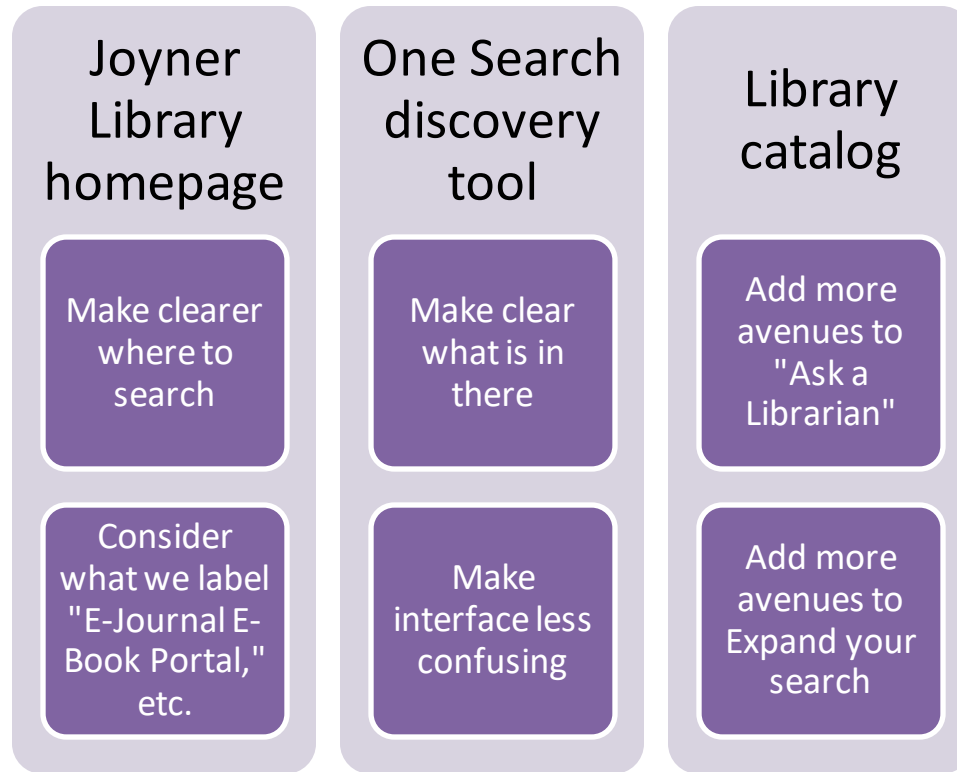 Joyner
Library
homepage
Make clearer
where to
search
Consider
what we label
"E-Journal E-
Book Portal,"
etc.
One Search
discovery
tool
Make clear
what is in
there
Make
interface less
confusing
Library
catalog
Add more
avenues to
"Ask a
Librarian"
Add more
avenues to
Expand your
search